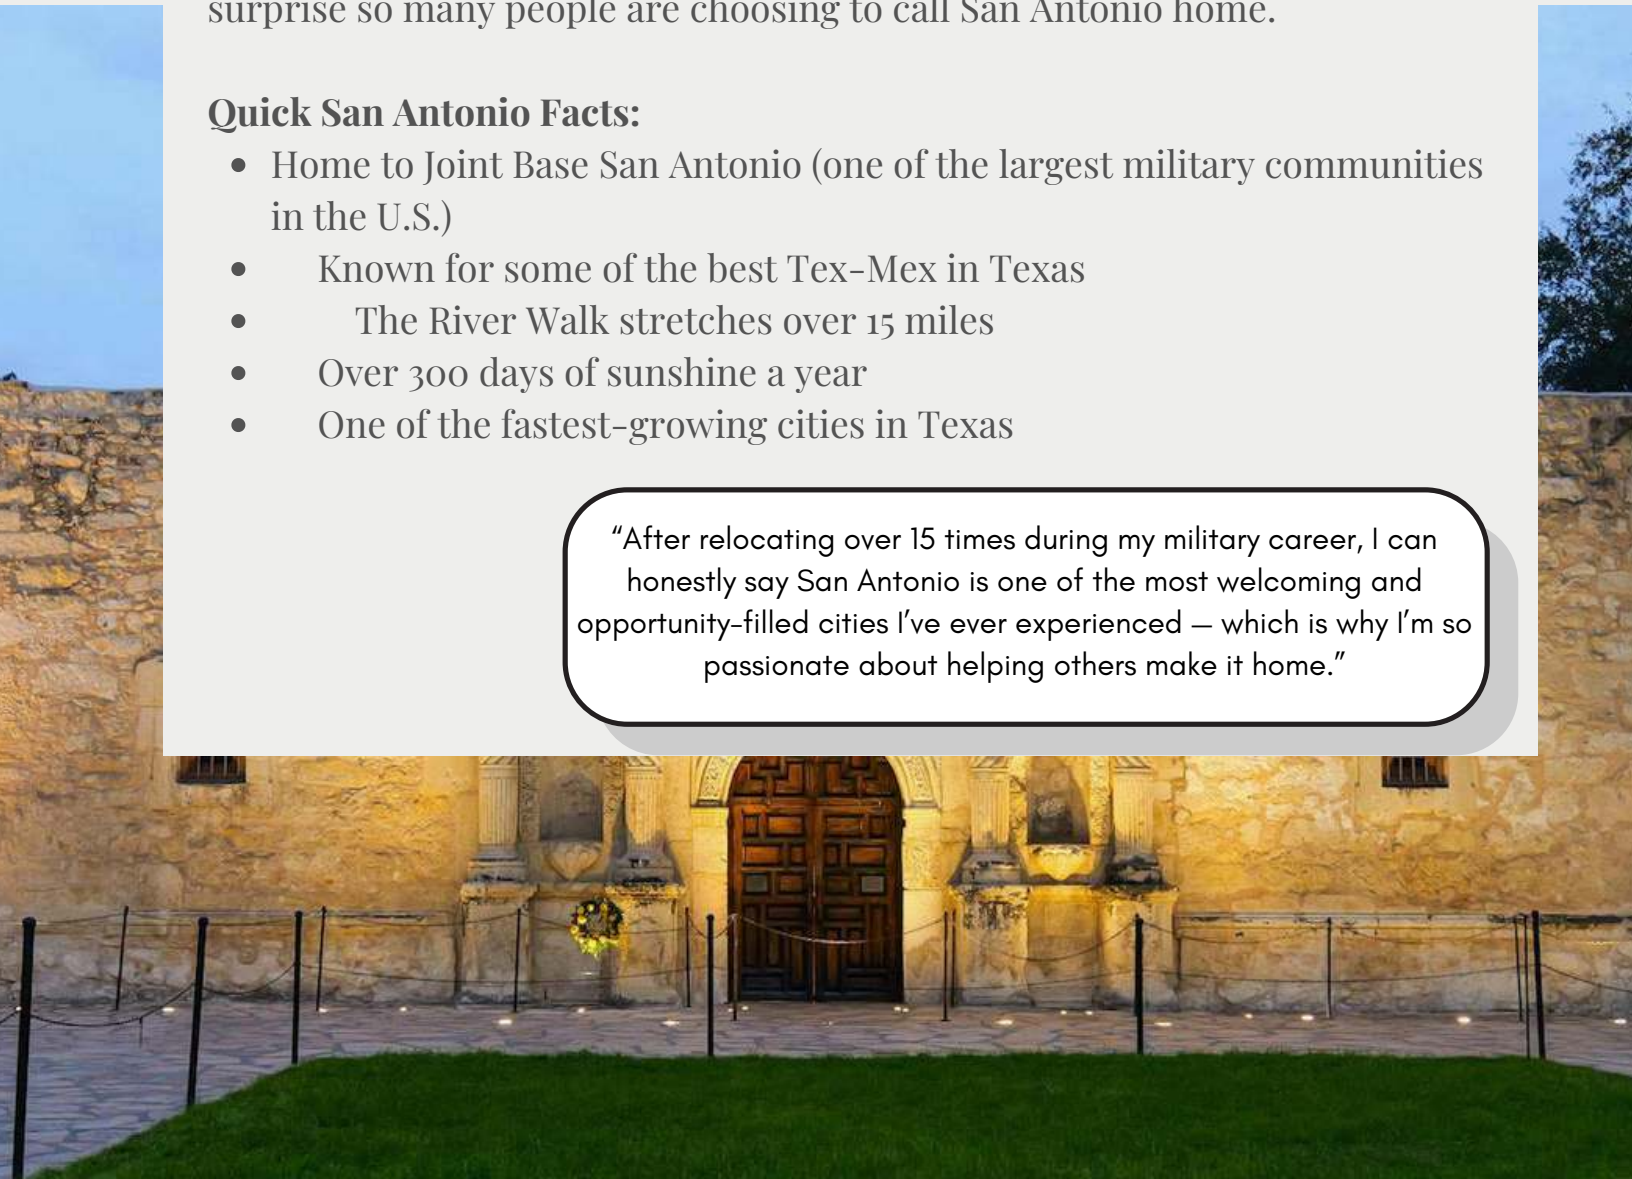 surprise so many people are choosing to call San Antonio home.
Quick San Antonio Facts:
• Home to Joint Base San Antonio (one of the largest military communities
in the U.S.)
• Known for some of the best Tex-Mex in Texas
• The River Walk stretches over 15 miles
• Over 300 days of sunshine a year
• One of the fastest-growing cities in Texas
“After relocating over 15 times during my military career, I can
honestly say San Antonio is one of the most welcoming and
opportunity-filled cities I’ve ever experienced — which is why I’m so
passionate about helping others make it home.”